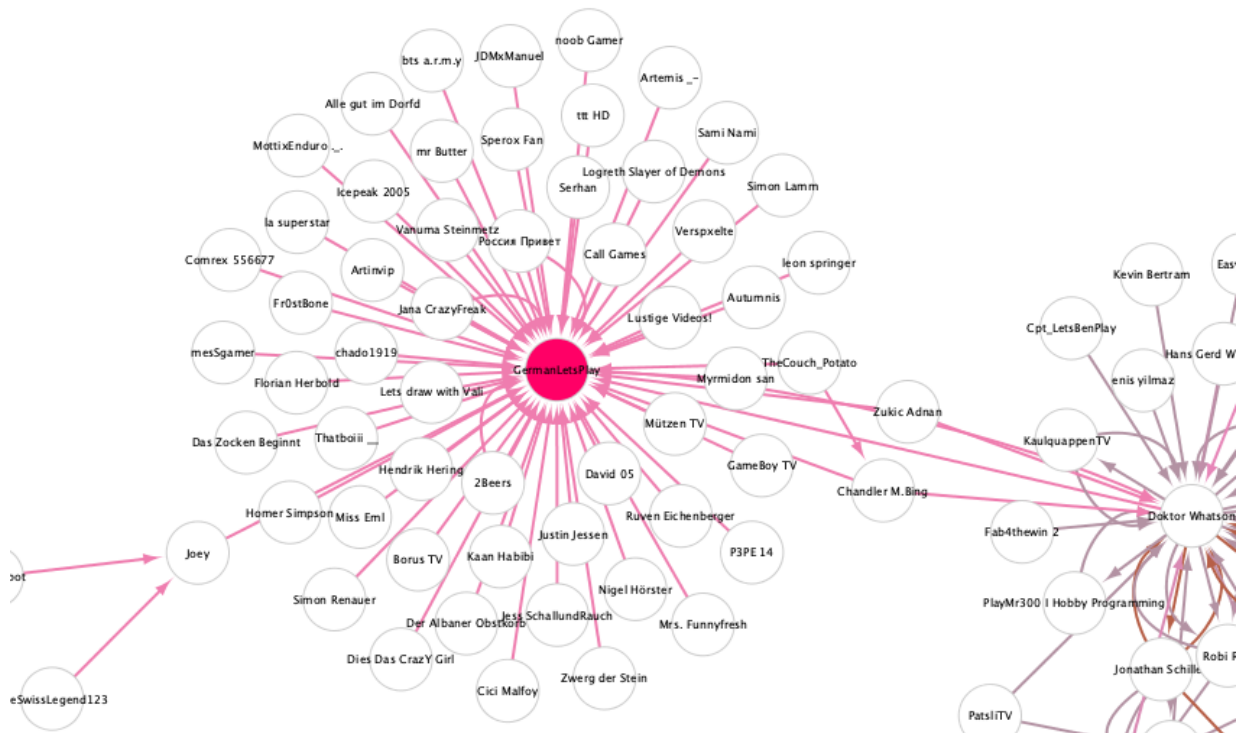 noob Gamer
JDMxManuel
bts a.r.m.y
Artemis _~
Alle gut im Dorfd
ttt HD
Sami Nami
Sperox Fan
MottixEnduro ._.
mr Butter
Logreth Slayer of Demons
Serhan
Simon Lamm
Icepeak 2005
la superstar
Vanuma Steinmetz
Verspxelte
Россия Привет
Call Games
Comrex 556677
leon springer
Artinvip
Kevin Bertram
Autumnis
Fr0stBone
Jana CrazyFreak
Lustige Videos!
Cpt_LetsBenPlay
mesSgamer
chado1919
Hans Gerd W
TheCouch_Potato
GermanLetsPlay
Myrmidon san
enis yilmaz
Florian Herbold
Lets draw with Vali
Zukic Adnan
Mützen TV
Das Zocken Beginnt
Thatboiii __
KaulquappenTV
GameBoy TV
Hendrik Hering
David 05
2Beers
Chandler M.Bing
Homer Simpson
Miss Eml
Ruven Eichenberger
Doktor Whatson
Fab4thewin 2
Justin Jessen
Joey
Borus TV
Kaan Habibi
P3PE 14
Nigel Hörster
Simon Renauer
PlayMr300 l Hobby Programming
Jess SchallundRauch
Der Albaner Obstkorb
Mrs. Funnyfresh
Dies Das CrazY Girl
Robi
Jonathan Schille
Zwerg der Stein
Cici Malfoy
eSwissLegend123
PatsliTV